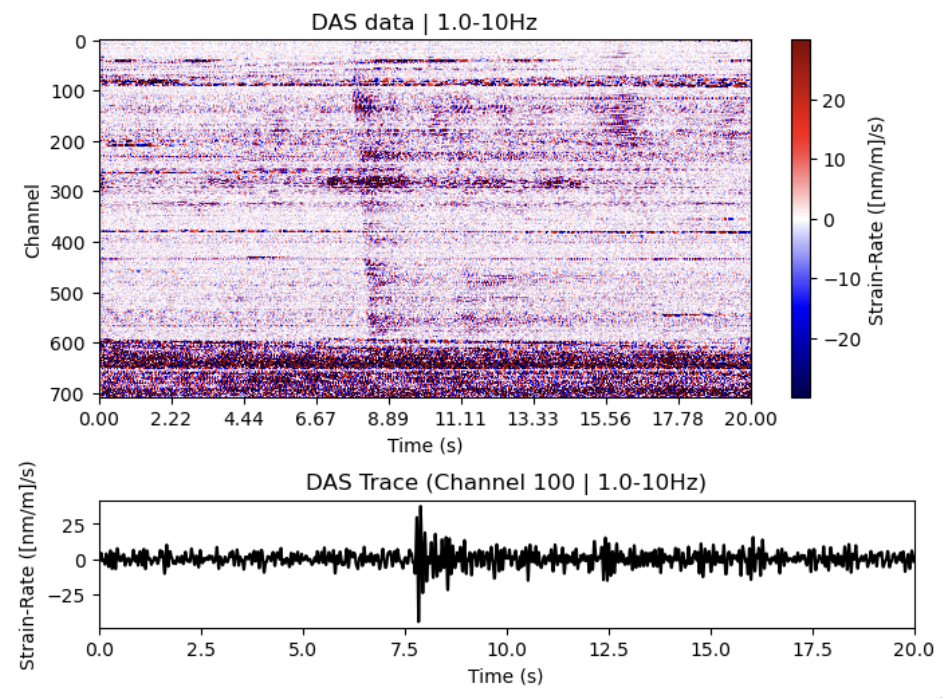 DAS data | 1.0-10Hz
0
100
200
300
400
500
600
700
Channel
0.00 2.22 4.44 6.67 8.89 11.11 13.33 15.56 17.78 20.00
Time (s)
20
10
0
−10
−20
Strain-Rate ([nm/m]/s)
DAS Trace (Channel 100 | 1.0-10Hz)
25
0
−25
Strain-Rate ([nm/m]/s)
0.0 2.5 5.0 7.5 10.0 12.5 15.0 17.5 20.0
Time (s)